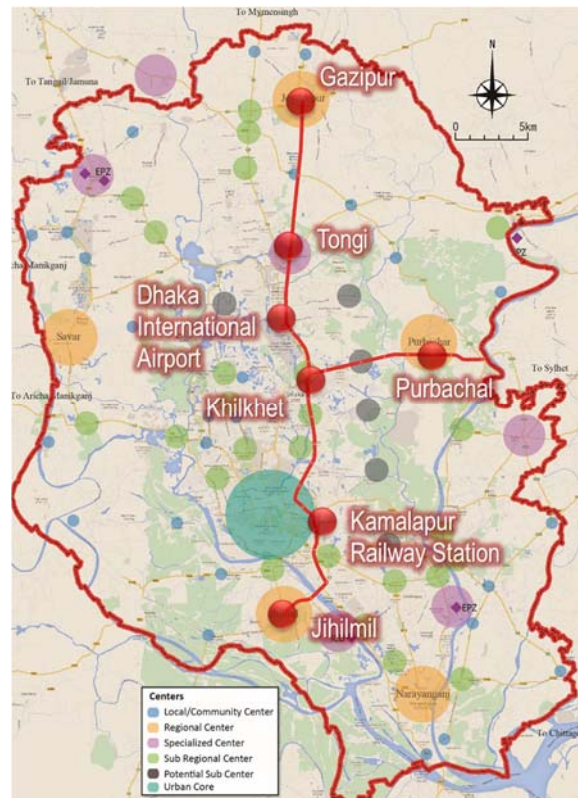 To Mymensingh
N
Gazipur
To Tangail/Jamuna
0 5km
EPZ
Tongi
Dhaka
International
Airport
Savar
Purbachal
To Sylhet
To Aricha Manikganj
Khilkhet
Kamalapur
Railway Station
EPZ
Jihilmil
Narayanganj
Centers
Local/Community Center
Regional Center
Specialized Center
Sub Regional Center
Potential Sub Center
Urban Core